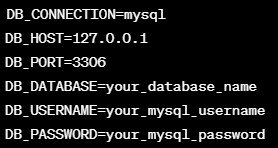 DB_CONNECTION=mysql
DB_HOST=127.0.0.1
DB_PORT=3306
DB_DATABASE=your_database_name
DB_USERNAME=your_mysql_username
DB_PASSWORD=your_mysql_password